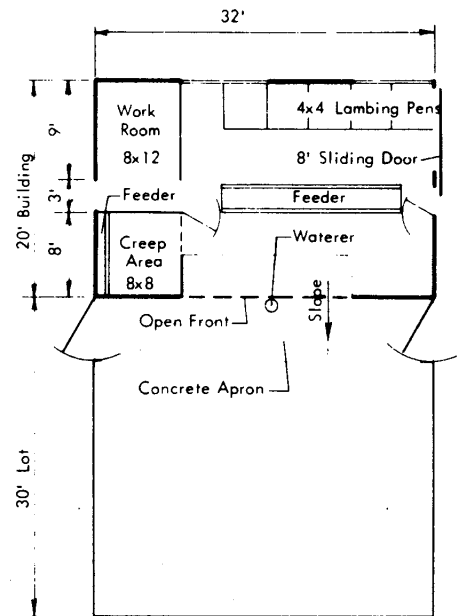 32'
Work
Room
8x12
4x4 Lambing Pens
8' Sliding Door
9'
3'
8'
20' Building
Feeder
Feeder
Creep
Area
8x8
Waterer
Open Front
Slope
Concrete Apron
30' Lot